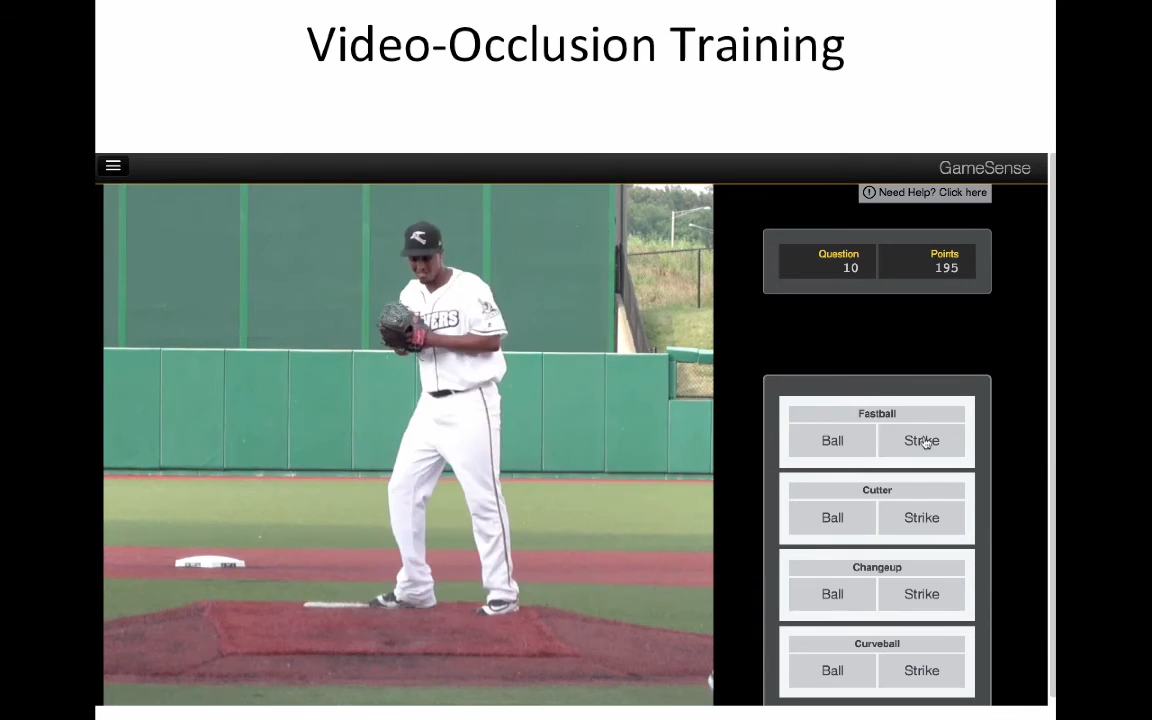 Video-Occlusion Training
GameSense
Need Help? Click here
Question
10
Points
195
Fastball
Ball
Strike
Cutter
Ball
Strike
Changeup
Ball
Strike
Curveball
Ball
Strike